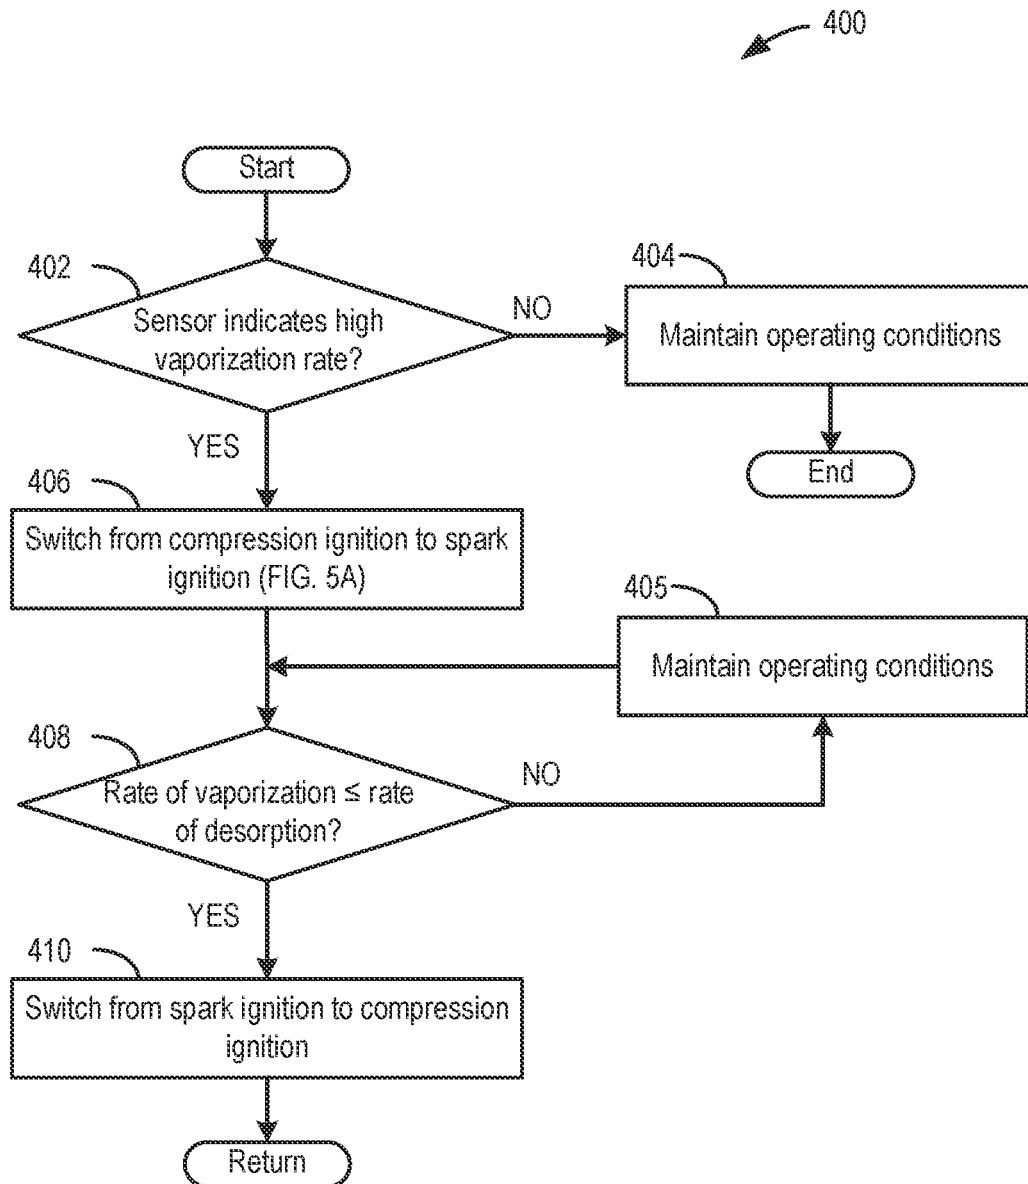 400
Start
402
Sensor indicates high
vaporization rate?
NO
404
Maintain operating conditions
End
YES
406
Switch from compression ignition to spark
ignition (FIG. 5A)
405
Maintain operating conditions
408
Rate of vaporization ≤ rate
of desorption?
NO
YES
410
Switch from spark ignition to compression
ignition
Return